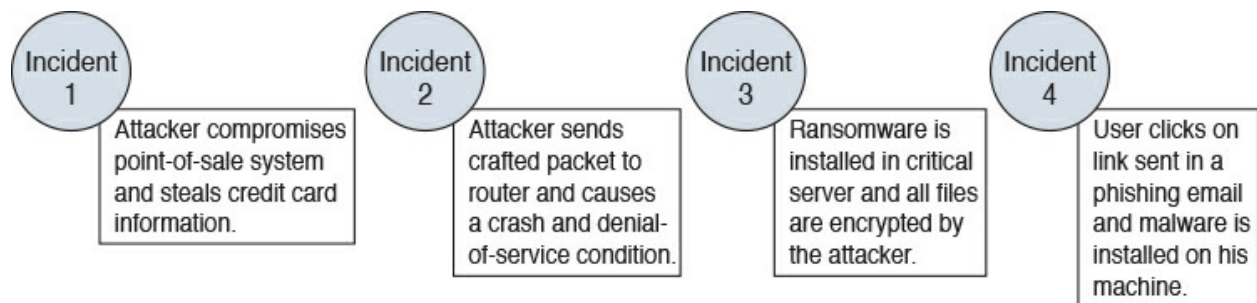 Incident
1
Attacker compromises
point-of-sale system
and steals credit card
information.
Incident
2
Attacker sends
crafted packet to
router and causes
a crash and denial-
of-service condition.
Incident
3
Ransomware is
installed in critical
server and all files
are encrypted by
the attacker.
Incident
4
User clicks on
link sent in a
phishing email
and malware is
installed on his
machine.